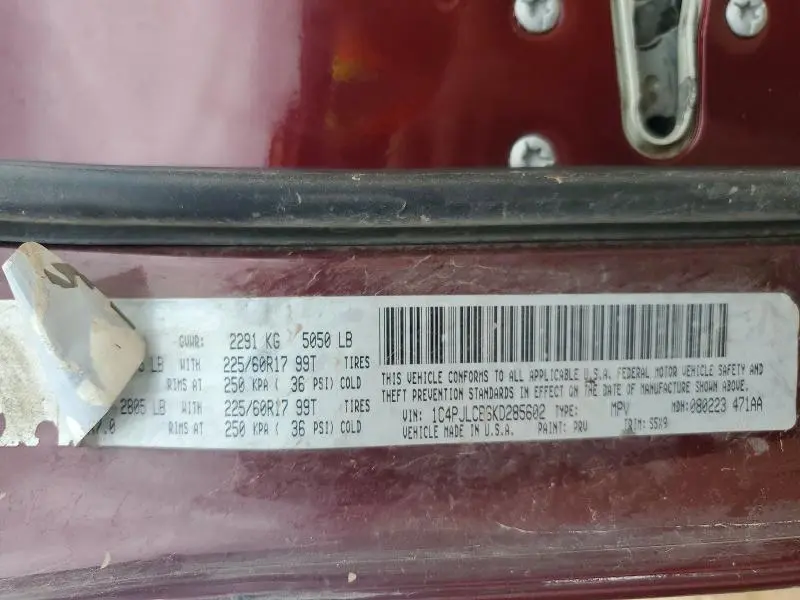 GVWR: 2291 KG 5050 LB
LB WITH 225/60R17 99T TIRES
RIMS AT 250 KPA ( 36 PSI) COLD
2805 LB WITH 225/60R17 99T TIRES
RIMS AT 250 KPA ( 36 PSI) COLD
THIS VEHICLE CONFORMS TO ALL APPLICABLE U.S.A. FEDERAL MOTOR VEHICLE SAFETY AND
THEFT PREVENTION STANDARDS IN EFFECT ON THE DATE OF MANUFACTURE SHOWN ABOVE.
VIN: 1C4PJLCB3KD285602 TYPE: MPV MDH: 080223 471AA
VEHICLE MADE IN U.S.A. PAINT: PRV TRIM: S5X9